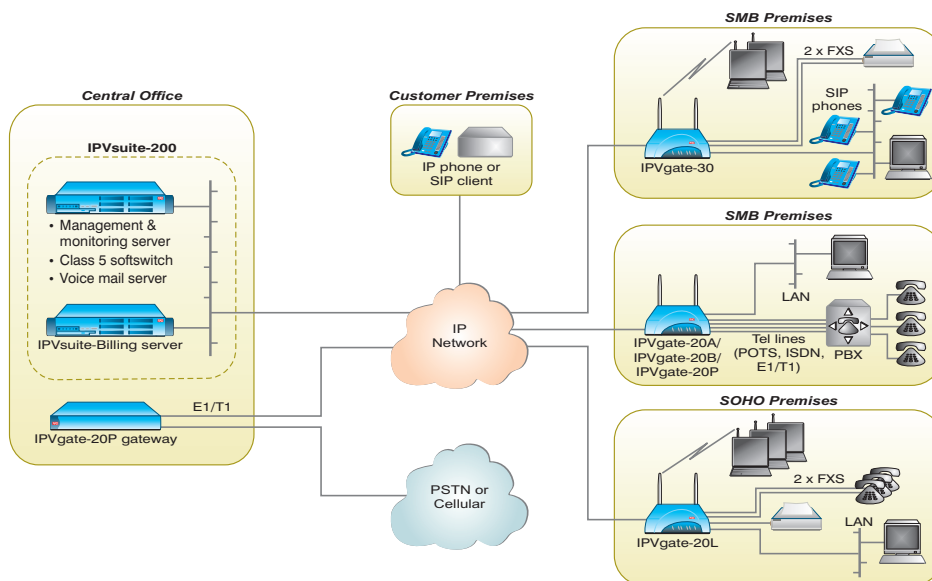 Central Office
IPVsuite-200
• Management &
monitoring server
• Class 5 softswitch
• Voice mail server
IPVsuite-Billing server
E1/T1
IPVgate-20P gateway
Customer Premises
IP phone or
SIP client
IP
Network
PSTN or
Cellular
SMB Premises
2 x FXS
SIP
phones
IPVgate-30
SMB Premises
LAN
IPVgate-20A/
IPVgate-20B/
IPVgate-20P
Tel lines
(POTS, ISDN,
E1/T1)
PBX
SOHO Premises
2 x FXS
LAN
IPVgate-20L